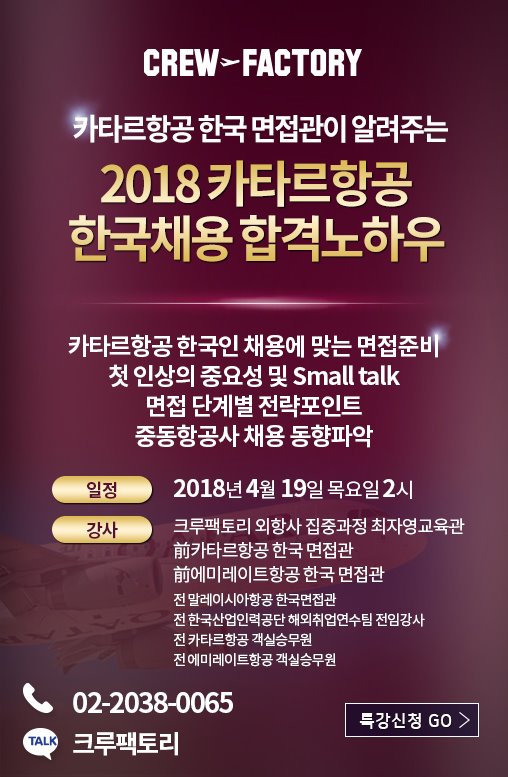 CREW FACTORY
카타르항공 한국 면접관이 알려주는
2018 카타르항공
한국채용 합격노하우
카타르항공 한국인 채용에 맞는 면접준비
첫 인상의 중요성 및 Small talk
면접 단계별 전략포인트
중동항공사 채용 동향파악
일정 2018년 4월 19일 목요일 2시
강사 크루팩토리 외항사 집중과정 최자영교육관
前카타르항공 한국 면접관
前에미레이트항공 한국 면접관
전 말레이시아항공 한국면접관
전 한국산업인력공단 해외취업연수팀 전임강사
전 카타르항공 객실승무원
전 에미레이트항공 객실승무원
02-2038-0065
TALK 크루팩토리
특강신청 GO >